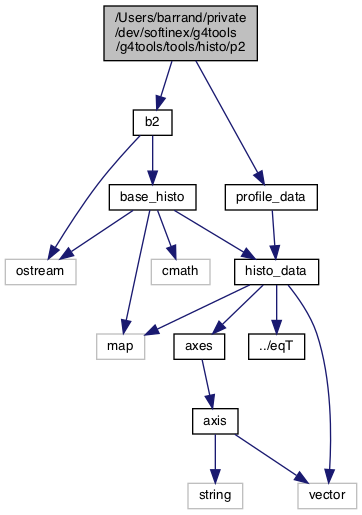 /Users/barrand/private
/dev/softinex/g4tools
/g4tools/tools/histo/p2
b2
base_histo
profile_data
ostream
cmath
histo_data
map
axes
../eqT
axis
string
vector